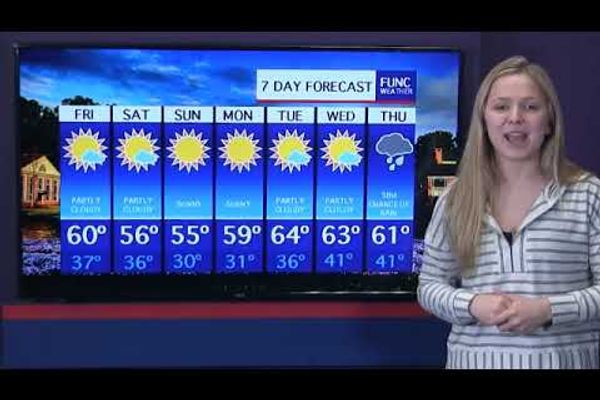 7 DAY FORECAST
FUNC
WEATHER
FRI SAT SUN MON TUE WED THU
PARTLY CLOUDY
PARTLY CLOUDY
SUNNY
SUNNY
PARTLY CLOUDY
PARTLY CLOUDY
CHANCE OF RAIN
60° 56° 55° 59° 64° 63° 61°
37° 36° 30° 31° 36° 41° 41°